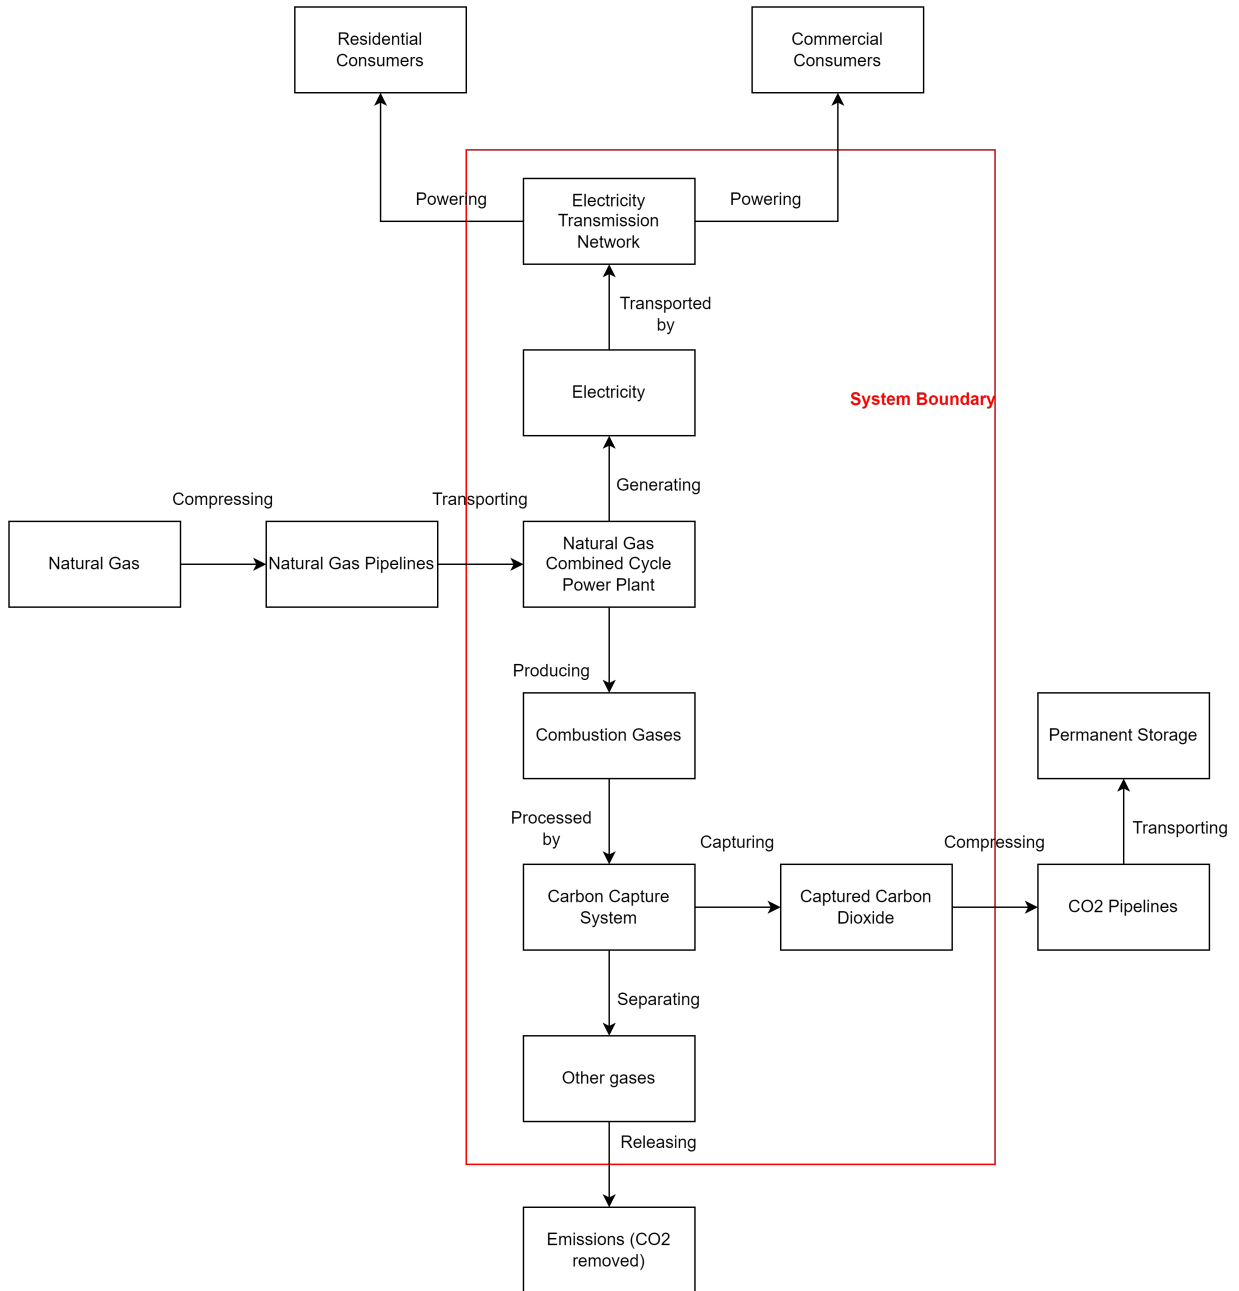 Residential
Consumers
Commercial
Consumers
Powering
Electricity
Transmission
Network
Powering
Transported
by
Electricity
System Boundary
Generating
Compressing
Transporting
Natural Gas
Natural Gas Pipelines
Natural Gas
Combined Cycle
Power Plant
Producing
Combustion Gases
Permanent Storage
Processed
by
Capturing
Compressing
Transporting
Carbon Capture
System
Captured Carbon
Dioxide
CO2 Pipelines
Separating
Other gases
Releasing
Emissions (CO2
removed)